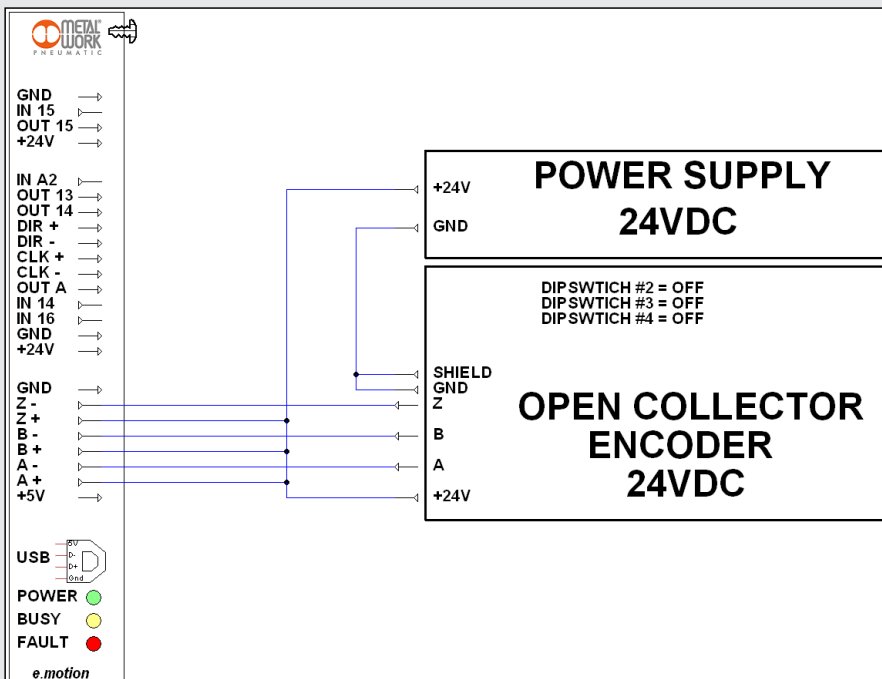 METAL
WORK
PNEUMATIC
GND
IN 15
OUT 15
+24V
IN A2
OUT 13
OUT 14
DIR +
DIR -
CLK +
CLK -
OUT A
IN 14
IN 16
GND
+24V
GND
Z -
Z +
B -
B +
A -
A +
+5V
USB
5V
D-
D+
Gnd
POWER
BUSY
FAULT
e.motion
+24V
GND
POWER SUPPLY
24VDC
DIPSWTICH #2 = OFF
DIPSWTICH #3 = OFF
DIPSWTICH #4 = OFF
SHIELD
GND
Z
B
A
+24V
OPEN COLLECTOR
ENCODER
24VDC